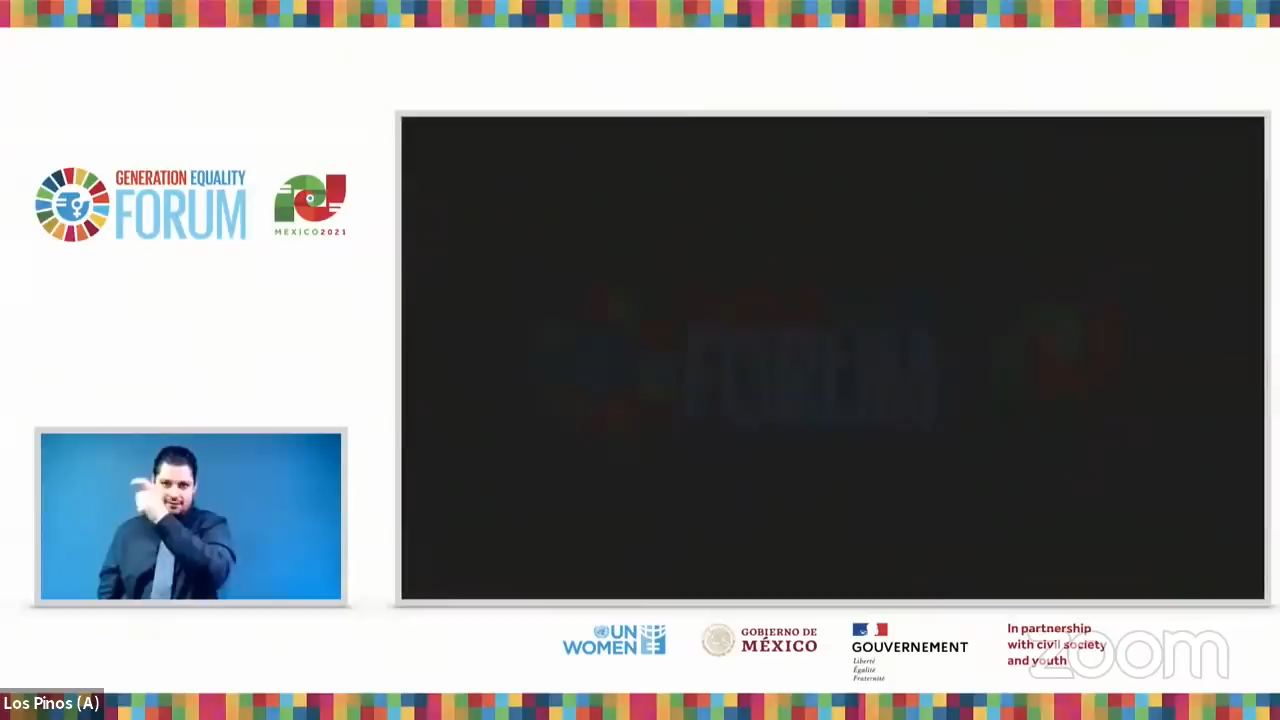 GENERATION EQUALITY
FORUM
MEXICO2021
FORUM
UN
WOMEN
GOBIERNO DE
MÉXICO
GOUVERNEMENT
Liberté
Égalité
Fraternité
In partnership
with civil society
and youth
zoom
Los Pinos (A)